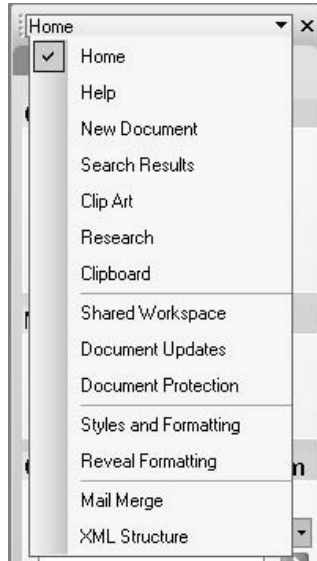 Home
Home
Help
New Document
Search Results
Clip Art
Research
Clipboard
Shared Workspace
Document Updates
Document Protection
Styles and Formatting
Reveal Formatting
Mail Merge
XML Structure